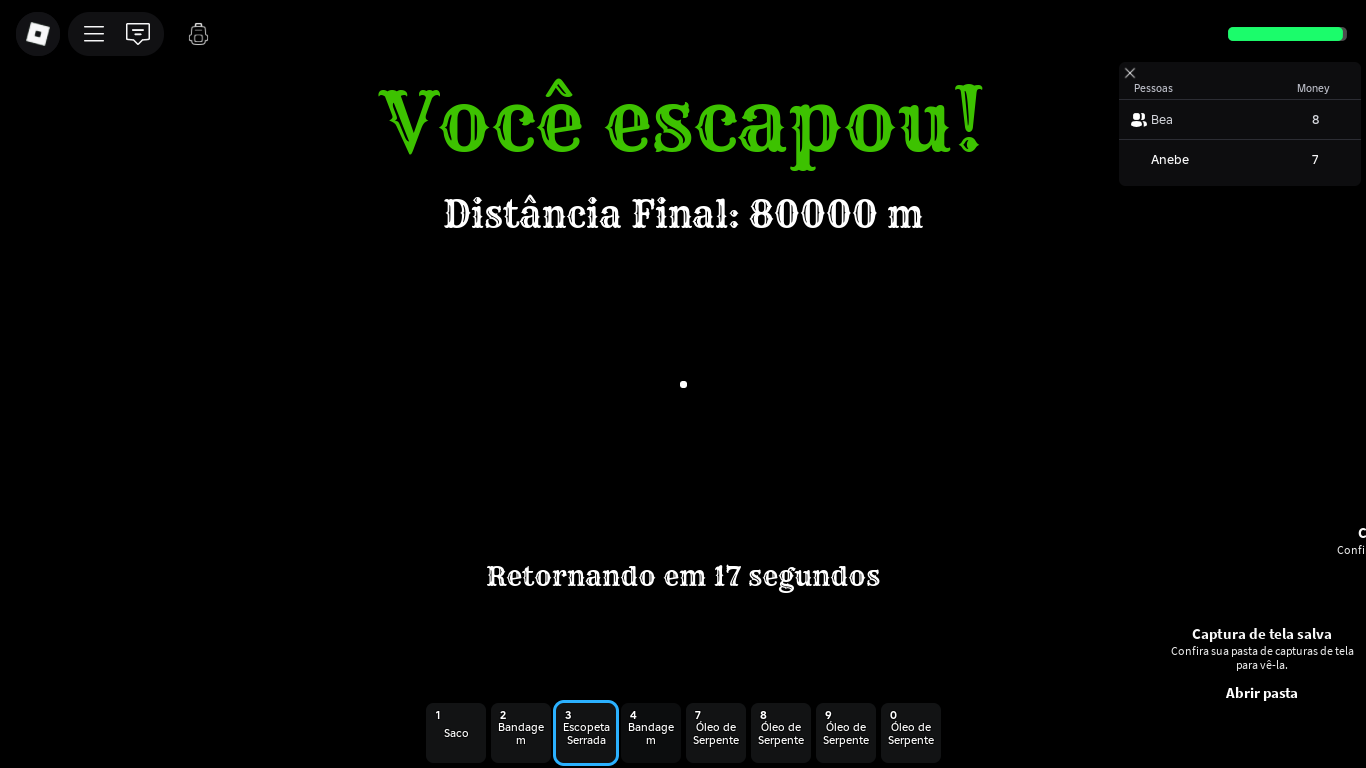 Você escapou!
Distância Final: 80000 m
Pessoas Money
Bea 8
Anebe 7
Retornando em 17 segundos
C
Confi
Captura de tela salva
Confira sua pasta de capturas de tela
para vê-la.
Abrir pasta
1
Saco
2
Bandage
m
3
Escopeta
Serrada
4
Bandage
m
7
Óleo de
Serpente
8
Óleo de
Serpente
9
Óleo de
Serpente
0
Óleo de
Serpente